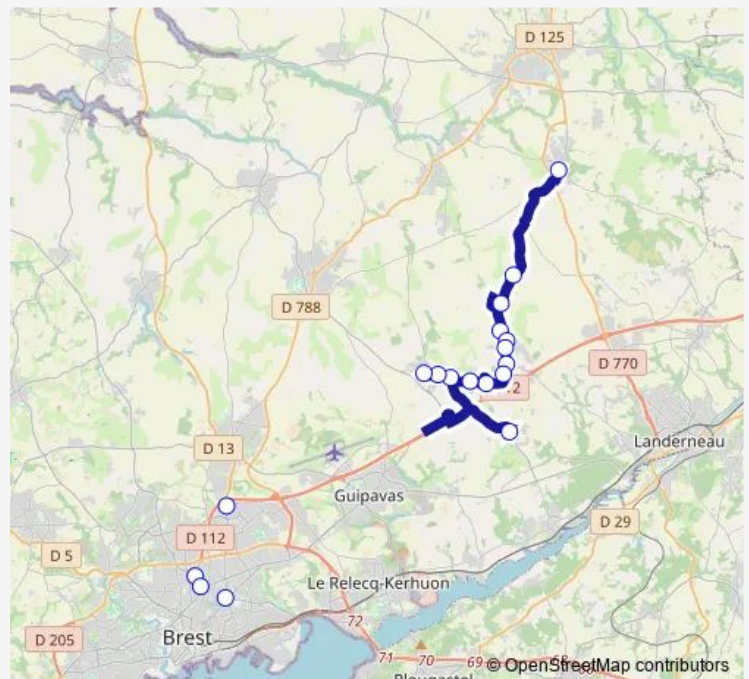 D 125
D 788
D 770
12
Landerneau
D 13
Guipavas
D 112
D 29
D 5
Le Relecq-Kerhuon
72
Brest
D 205
71
70
69
© OpenStreetMap contributors